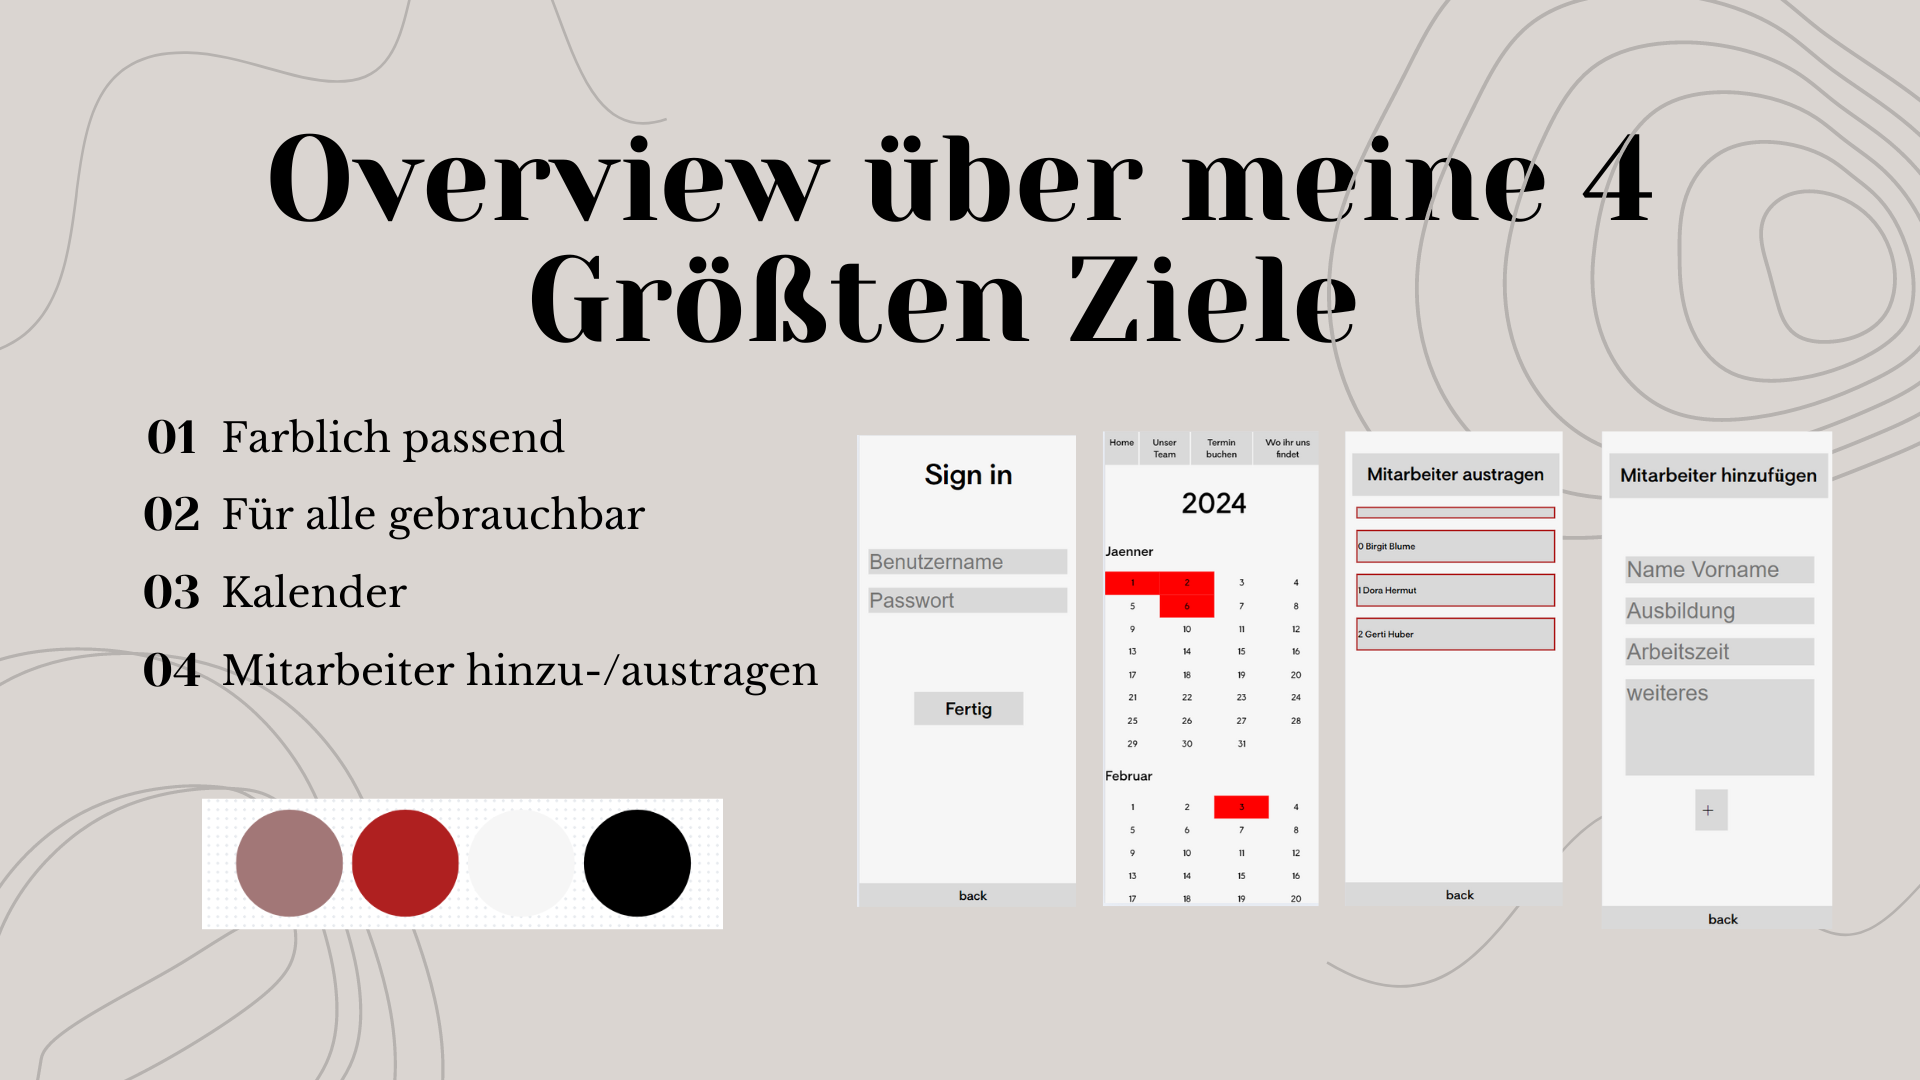 Overview über meine 4
Größten Ziele
01 Farblich passend
02 Für alle gebrauchbar
03 Kalender
04 Mitarbeiter hinzu-/austragen
Sign in
Benutzername
Passwort
Fertig
back
Home Unser Team Termin buchen Wo ihr uns findet
2024
Jaenner
1 2 3 4
5 6 7 8
9 10 11 12
13 14 15 16
17 18 19 20
21 22 23 24
25 26 27 28
29 30 31
Februar
1 2 3 4
5 6 7 8
9 10 11 12
13 14 15 16
17 18 19 20
Mitarbeiter austragen
0 Birgit Blume
1 Dora Hermut
2 Gerti Huber
back
Mitarbeiter hinzufügen
Name Vorname
Ausbildung
Arbeitszeit
weiteres
+
back